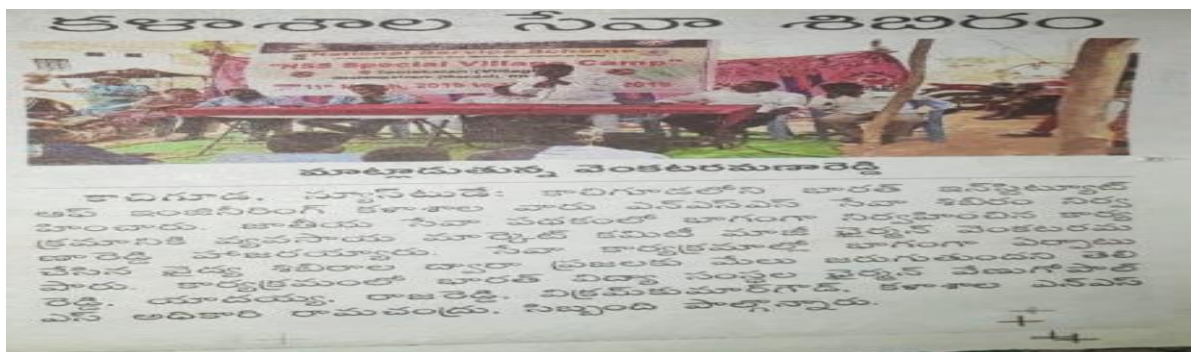 కళాశాల సేవా శిబిరం
"NSS Special Village Camp"
మాట్లాడుతున్న వెంకటరమణారెడ్డి
కాచిగూడ, న్యూస్‌టుడే: కాచిగూడలోని భారత్ ఇన్‌స్టిట్యూట్
ఆఫ్ ఇంజినీరింగ్ కళాశాల వారు ఎన్ఎస్ఎస్ సేవా శిబిరం నిర్వ
హించారు. జాతీయ సేవా పథకంలో భాగంగా నిర్వహించిన కార్య
క్రమానికి వ్యవసాయ మార్కెట్ కమిటీ మాజీ ఛైర్మన్ వెంకటరమ
ణారెడ్డి హాజరయ్యారు. సేవా కార్యక్రమాల్లో భాగంగా ఏర్పాటు
చేసిన వైద్య శిబిరాల ద్వారా ప్రజలకు మేలు జరుగుతుందని తెలి
పారు. కార్యక్రమంలో భారత్ విద్యా సంస్థల ఛైర్మన్ వేణుగోపాల్
రెడ్డి, యాదయ్య, రాజరెడ్డి, విక్రమ్‌కుమార్‌గౌడ్, కళాశాల ఎన్ఎస్
ఎస్ అధికారి రామచంద్రు, సిబ్బంది పాల్గొన్నారు.